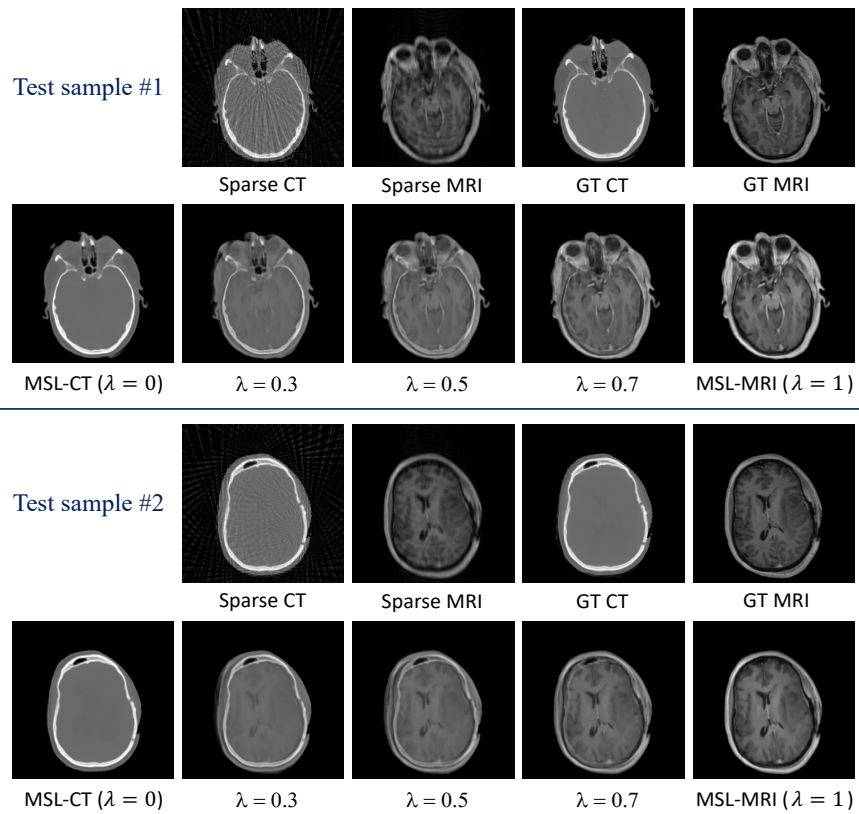 Test sample #1
Sparse CT
Sparse MRI
GT CT
GT MRI
MSL-CT (𝜆 = 0)
λ = 0.3
λ = 0.5
λ = 0.7
MSL-MRI (𝜆 = 1)
Test sample #2
Sparse CT
Sparse MRI
GT CT
GT MRI
MSL-CT (𝜆 = 0)
λ = 0.3
λ = 0.5
λ = 0.7
MSL-MRI (𝜆 = 1)